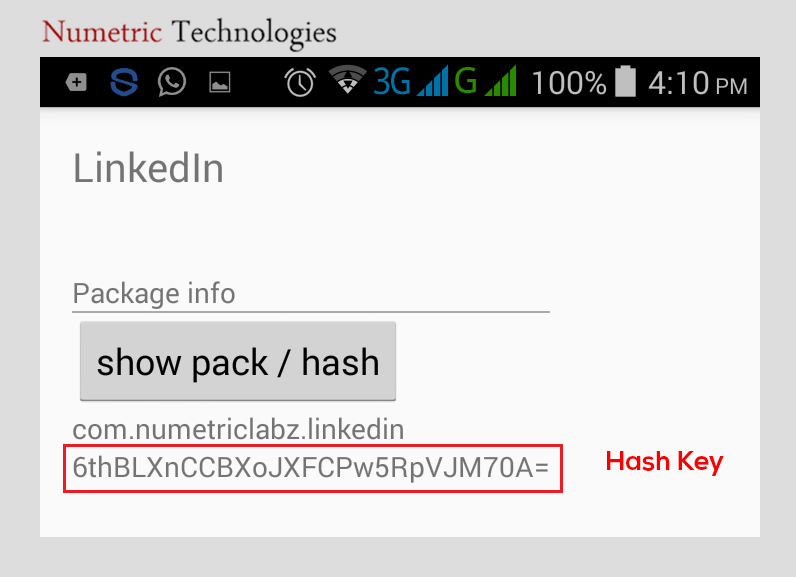 Numetric Technologies
3G G 100% 4:10 PM
LinkedIn
Package info
show pack / hash
com.numetriclabz.linkedin
6thBLXnCCBXoJXFCPw5RpVJM70A= Hash Key